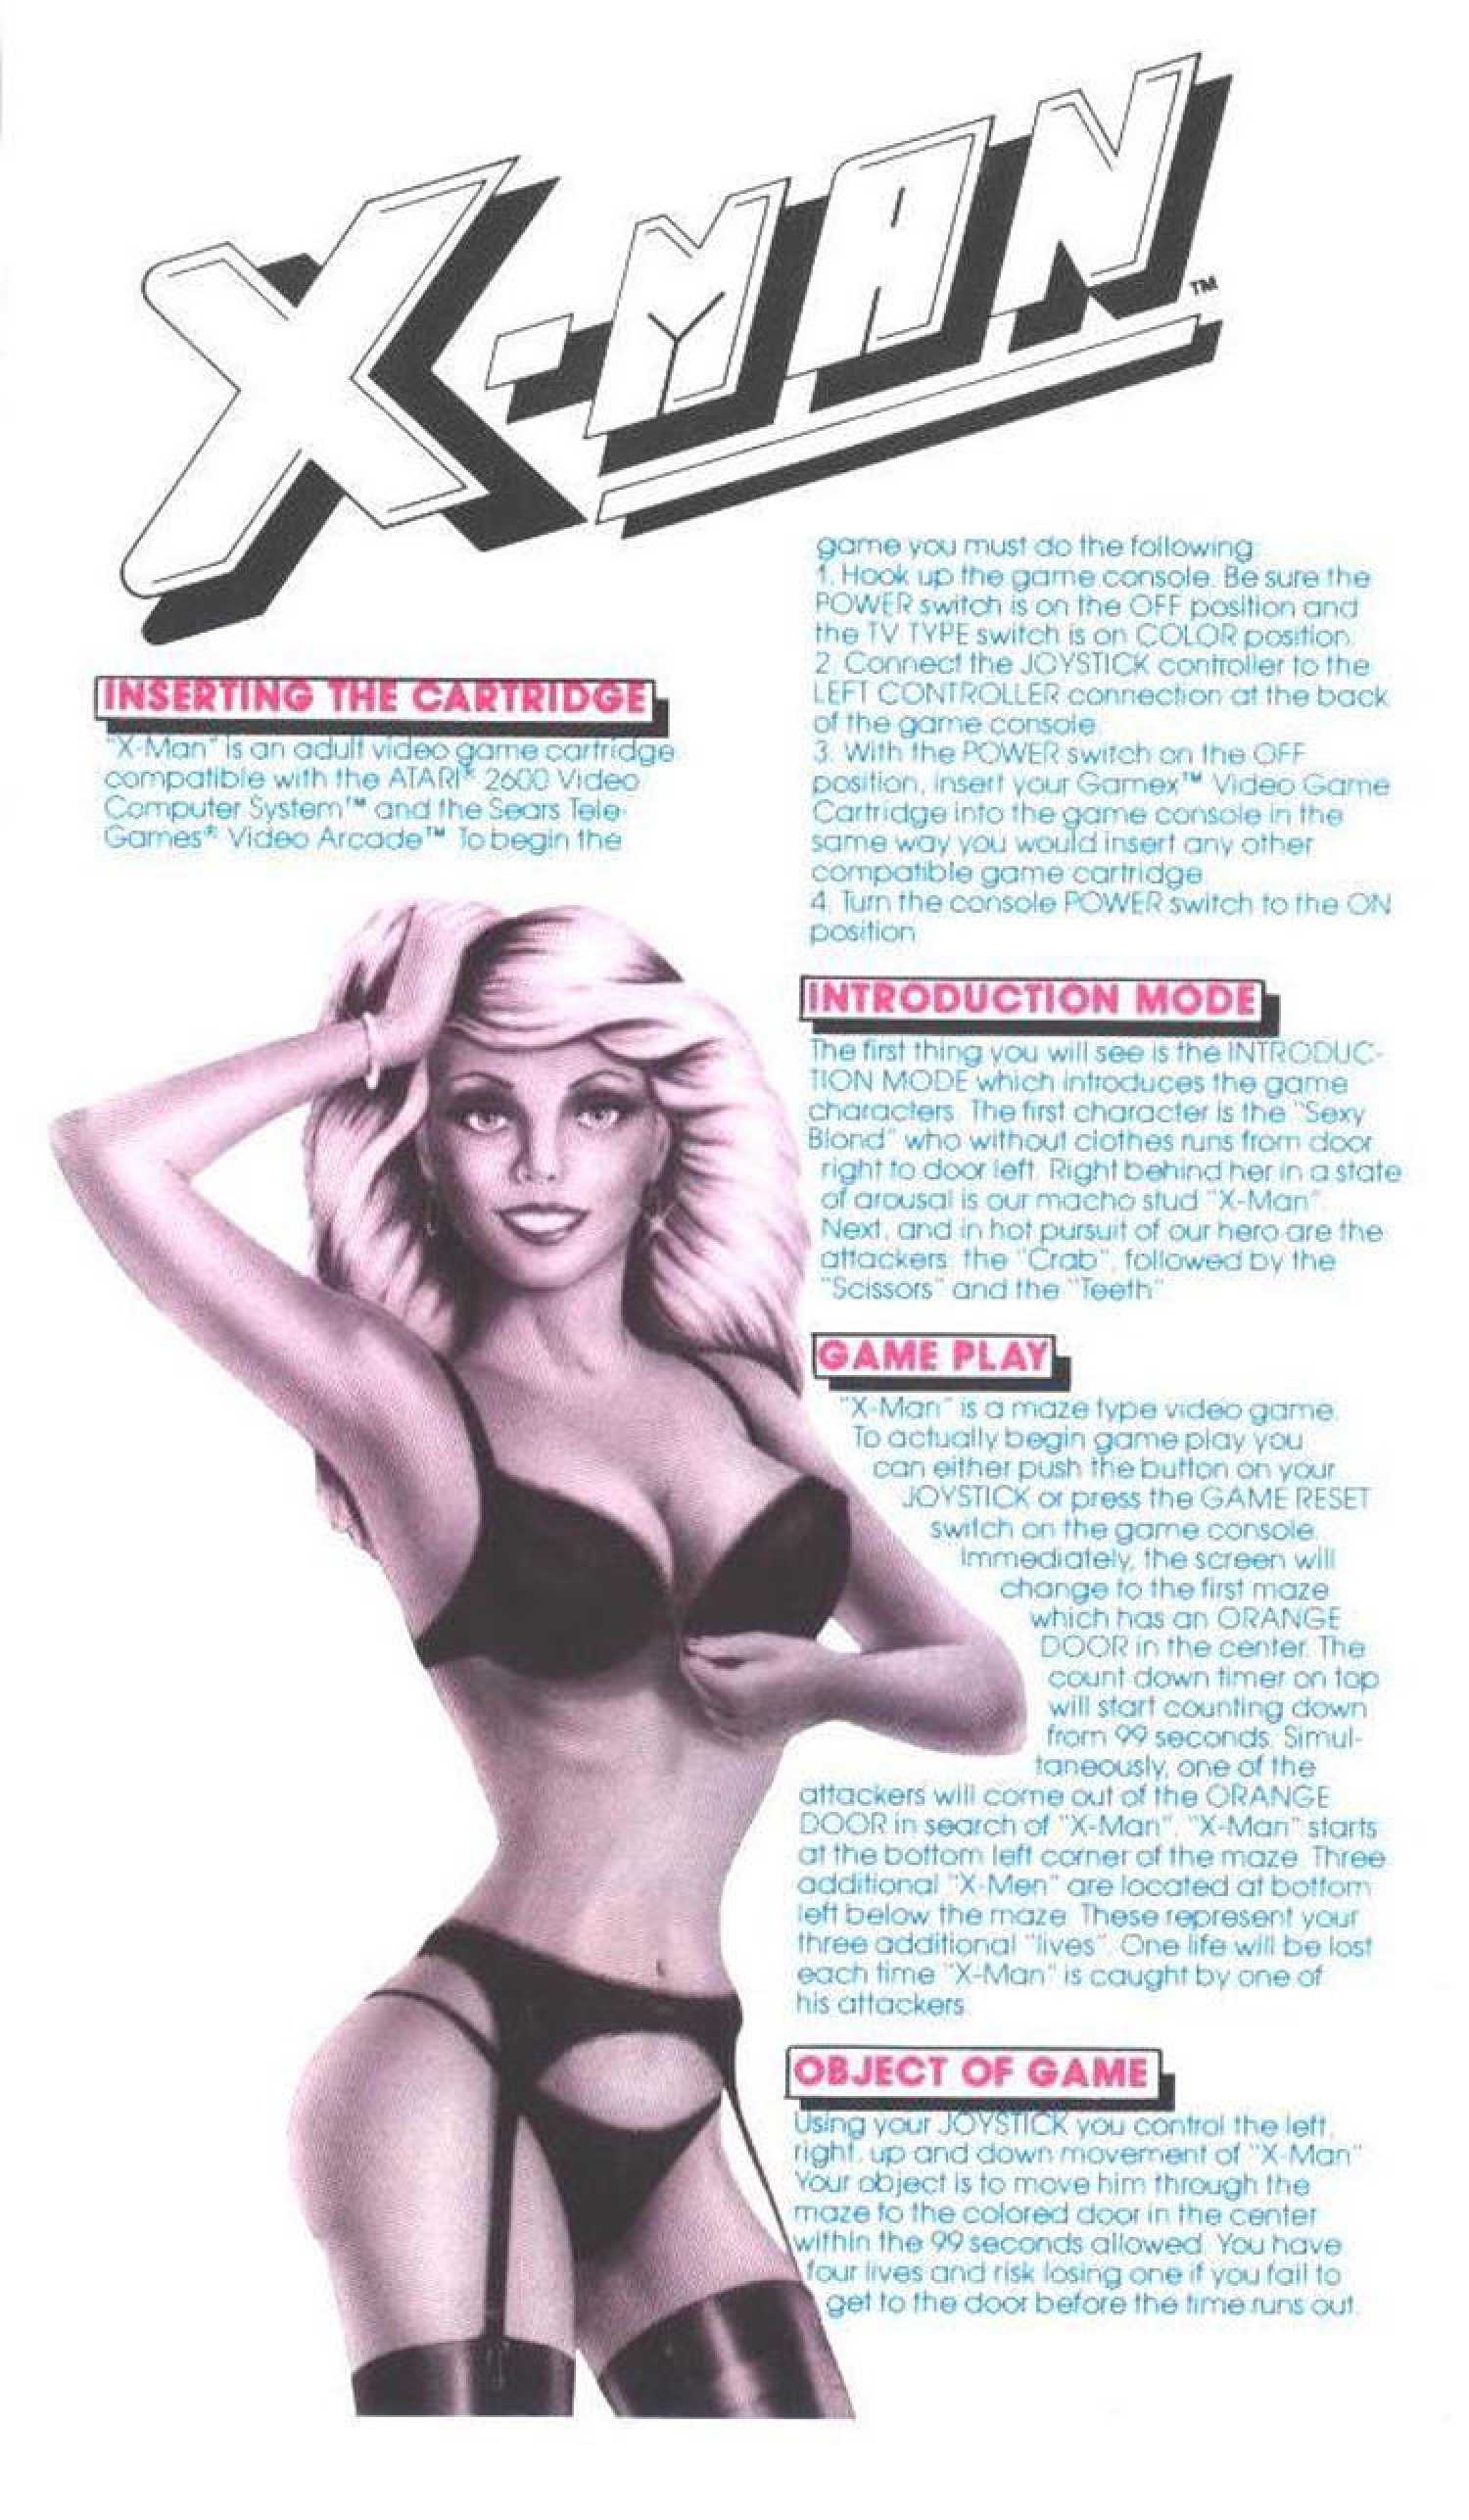 X-MAN™
INSERTING THE CARTRIDGE
"X-Man" is an adult video game cartridge
compatible with the ATARI® 2600 Video
Computer System™ and the Sears Tele-
Games® Video Arcade™ To begin the
game you must do the following:
1. Hook up the game console. Be sure the
POWER switch is on the OFF position and
the TV TYPE switch is on COLOR position.
2. Connect the JOYSTICK controller to the
LEFT CONTROLLER connection at the back
of the game console.
3. With the POWER switch on the OFF
position, insert your Gamex™ Video Game
Cartridge into the game console in the
same way you would insert any other
compatible game cartridge.
4. Turn the console POWER switch to the ON
position.
INTRODUCTION MODE
The first thing you will see is the INTRODUC-
TION MODE which introduces the game
characters. The first character is the "Sexy
Blond" who without clothes runs from door
right to door left. Right behind her in a state
of arousal is our macho stud "X-Man".
Next, and in hot pursuit of our hero are the
attackers, the "Crab", followed by the
"Scissors" and the "Teeth"
GAME PLAY
"X-Man" is a maze type video game.
To actually begin game play you
can either push the button on your
JOYSTICK or press the GAME RESET
switch on the game console.
Immediately, the screen will
change to the first maze
which has an ORANGE
DOOR in the center. The
count down timer on top
will start counting down
from 99 seconds. Simul-
taneously, one of the
attackers will come out of the ORANGE
DOOR in search of "X-Man". "X-Man" starts
at the bottom left corner of the maze. Three
additional "X-Men" are located at bottom
left below the maze. These represent your
three additional "lives". One life will be lost
each time "X-Man" is caught by one of
his attackers.
OBJECT OF GAME
Using your JOYSTICK you control the left,
right, up and down movement of "X-Man"
Your object is to move him through the
maze to the colored door in the center
within the 99 seconds allowed. You have
four lives and risk losing one if you fail to
get to the door before the time runs out.